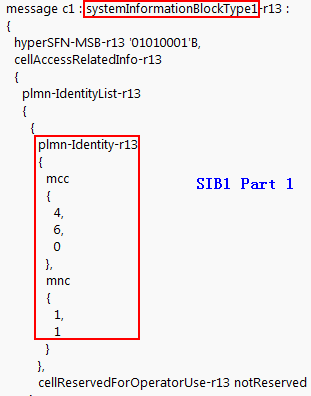 message c1 : systemInformationBlockType1-r13 :
{
hyperSFN-MSB-r13 '01010001'B,
cellAccessRelatedInfo-r13
{
plmn-IdentityList-r13
{
{
plmn-Identity-r13
{
mcc
{
4,
6,
0
},
mnc
{
1,
1
}
},
cellReservedForOperatorUse-r13 notReserved
SIB1 Part 1